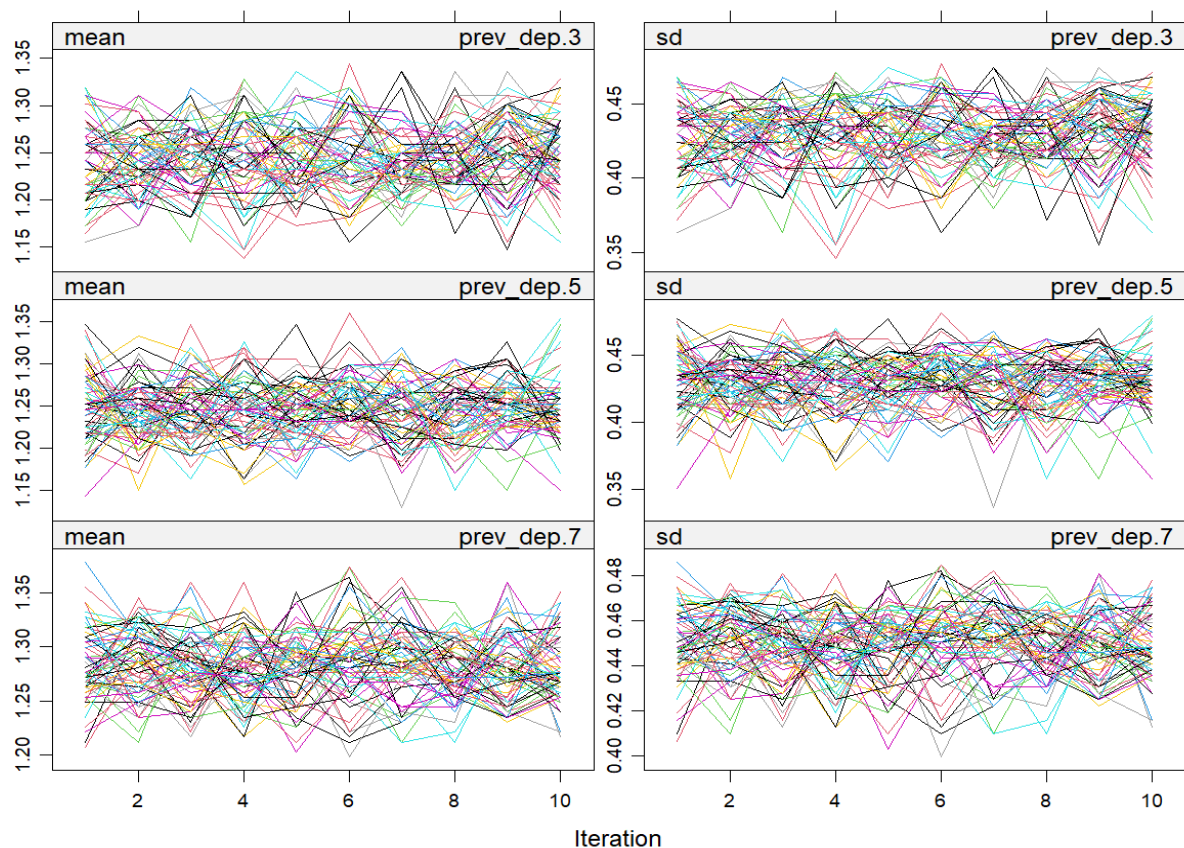 mean prev_dep.3 sd prev_dep.3
1.15 1.20 1.25 1.30 1.35
0.35 0.40 0.45
mean prev_dep.5 sd prev_dep.5
1.15 1.20 1.25 1.30 1.35
0.35 0.40 0.45
mean prev_dep.7 sd prev_dep.7
1.20 1.25 1.30 1.35
0.40 0.42 0.44 0.46 0.48
2 4 6 8 10 2 4 6 8 10
Iteration